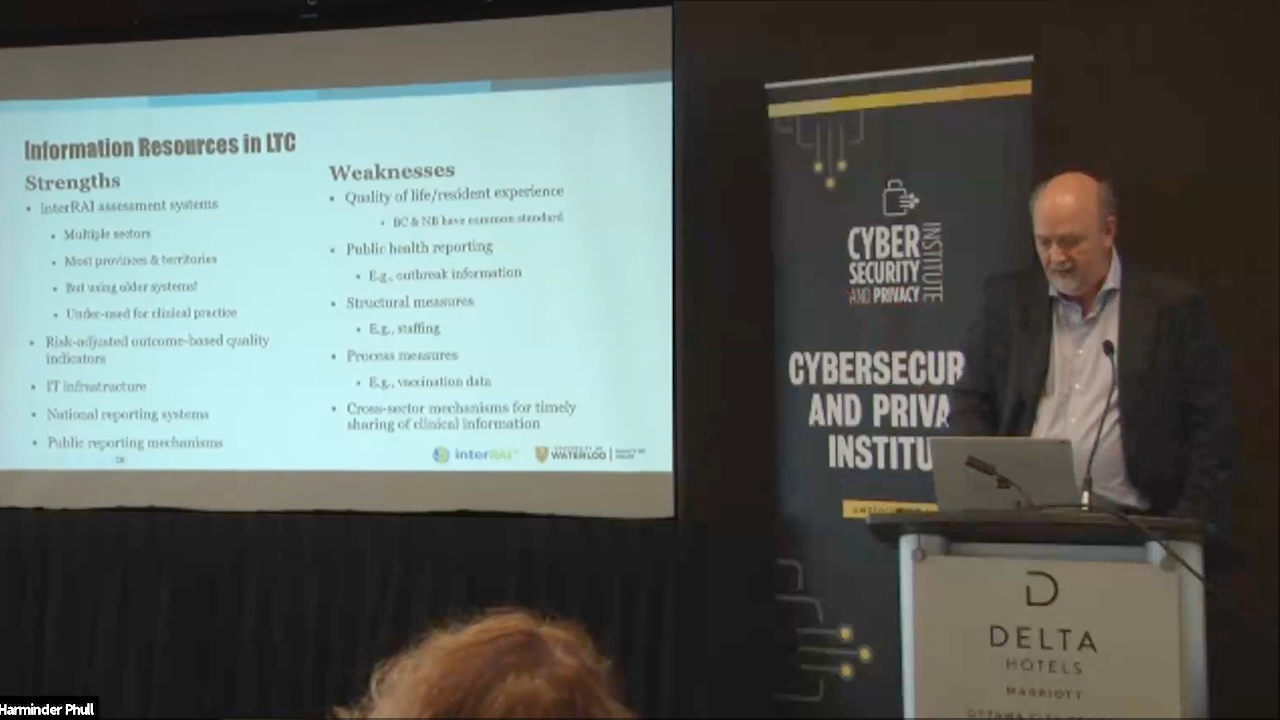 Information Resources in LTC
Strengths
• interRAI assessment systems
• Multiple sectors
• Most provinces & territories
• But using older systems!
• Under-used for clinical practice
• Risk-adjusted outcome-based quality
indicators
• IT infrastructure
• National reporting systems
• Public reporting mechanisms
Weaknesses
• Quality of life/resident experience
• BC & NB have common standard
• Public health reporting
• E.g., outbreak information
• Structural measures
• E.g., staffing
• Process measures
• E.g., vaccination data
• Cross-sector mechanisms for timely
sharing of clinical information
interRAI
UNIVERSITY OF
WATERLOO
CYBER
SECURITY
AND PRIVACY
INSTITUTE
CYBERSECUR
AND PRIVA
INSTITU
DELTA
HOTELS
MARRIOTT
OTTAWA
Harminder Phull